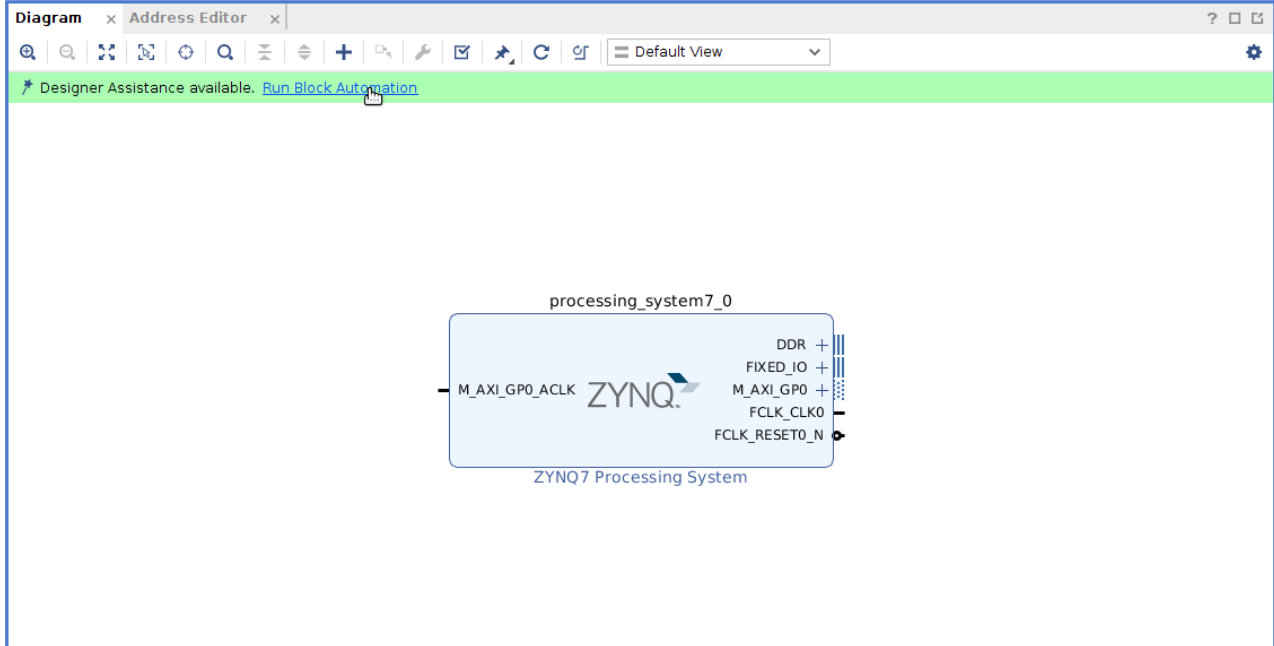 Diagram × Address Editor ×
?
Default View
Designer Assistance available. Run Block Automation
processing_system7_0
DDR
FIXED_IO
M_AXI_GP0_ACLK ZYNQ. M_AXI_GP0
FCLK_CLK0
FCLK_RESET0_N
ZYNQ7 Processing System